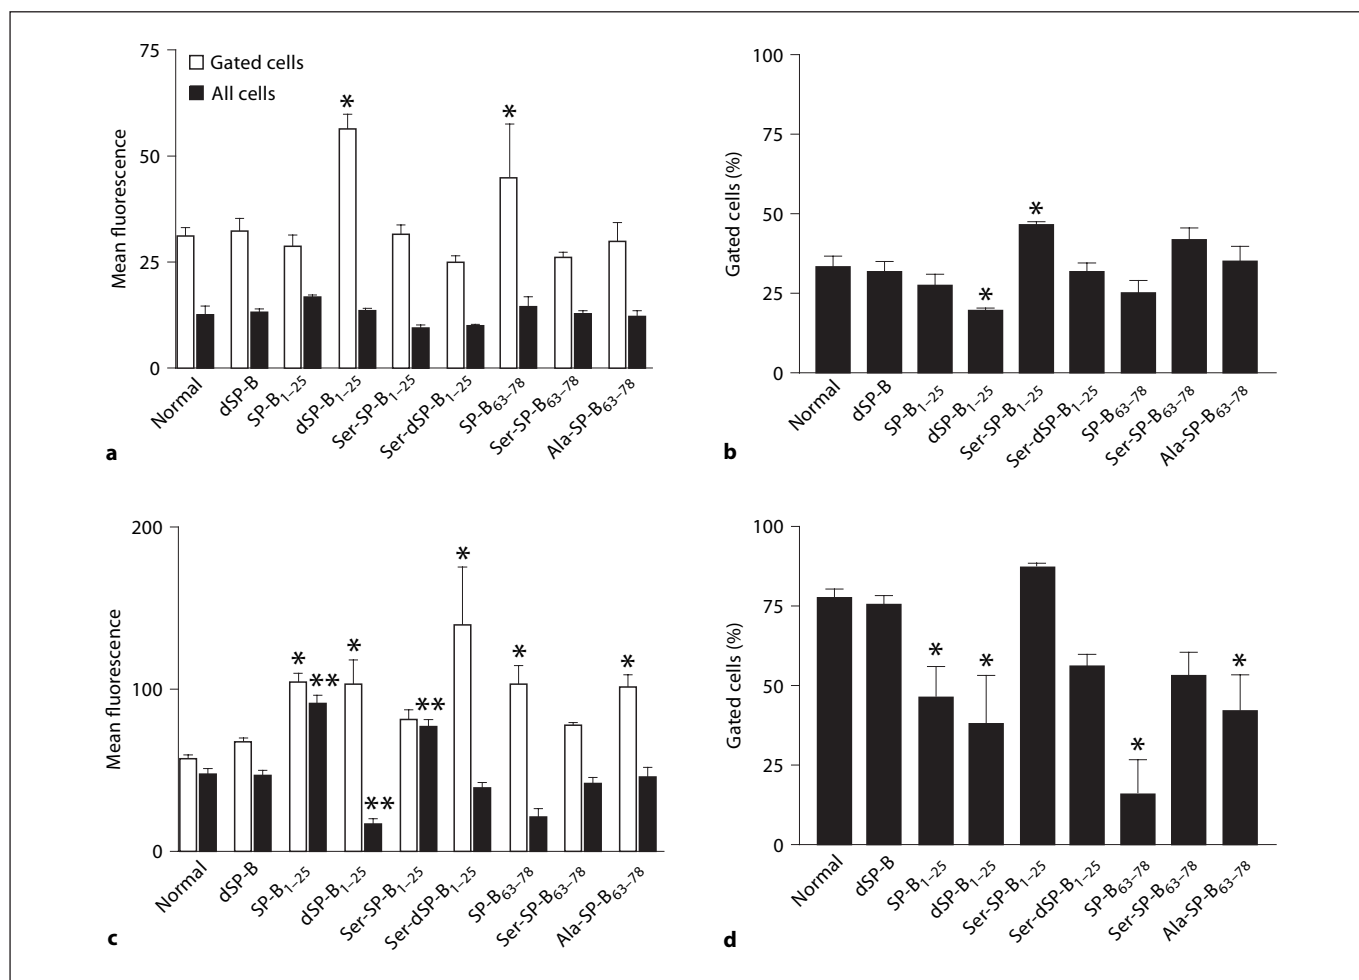 75
50
25
0
Mean fluorescence
Gated cells
All cells
*
*
Normal
dSP-B
SP-B1–25
dSP-B1–25
Ser-SP-B1–25
Ser-dSP-B1–25
SP-B63–78
Ser-SP-B63–78
Ala-SP-B63–78
a
100
75
50
25
0
Gated cells (%)
*
*
Normal
dSP-B
SP-B1–25
dSP-B1–25
Ser-SP-B1–25
Ser-dSP-B1–25
SP-B63–78
Ser-SP-B63–78
Ala-SP-B63–78
b
200
100
0
Mean fluorescence
*
**
*
**
**
*
*
*
Normal
dSP-B
SP-B1–25
dSP-B1–25
Ser-SP-B1–25
Ser-dSP-B1–25
SP-B63–78
Ser-SP-B63–78
Ala-SP-B63–78
c
100
75
50
25
0
Gated cells (%)
*
*
*
*
Normal
dSP-B
SP-B1–25
dSP-B1–25
Ser-SP-B1–25
Ser-dSP-B1–25
SP-B63–78
Ser-SP-B63–78
Ala-SP-B63–78
d